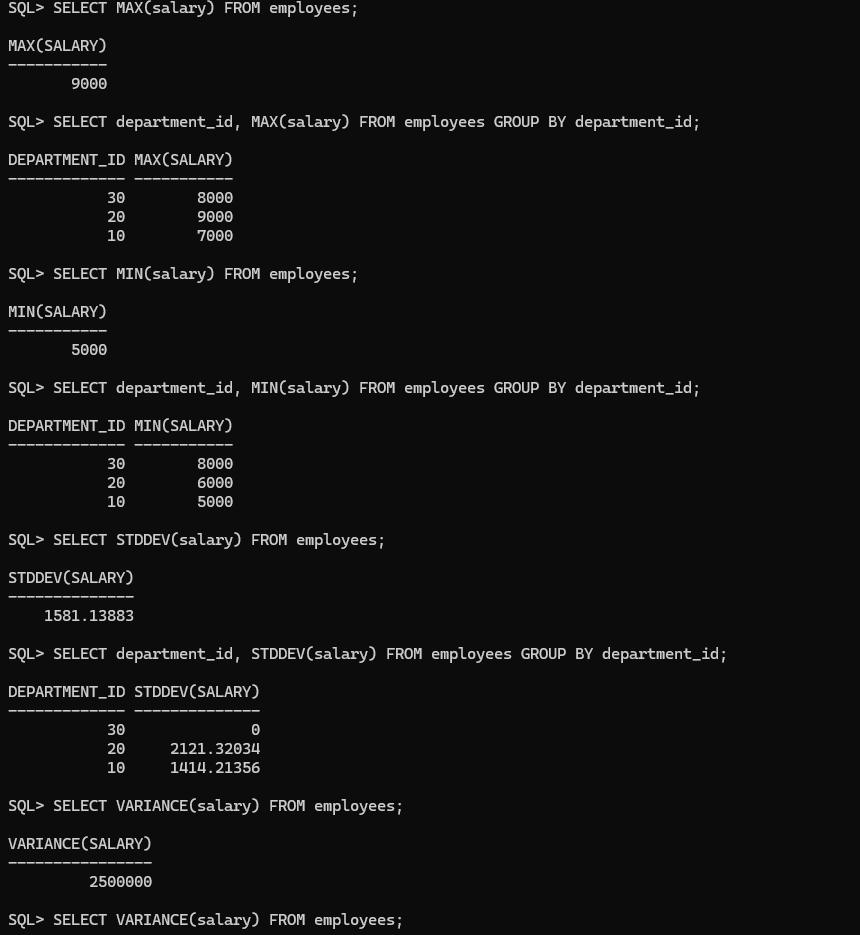 SQL> SELECT MAX(salary) FROM employees;
MAX(SALARY)
-----------
9000
SQL> SELECT department_id, MAX(salary) FROM employees GROUP BY department_id;
DEPARTMENT_ID MAX(SALARY)
------------- -----------
30 8000
20 9000
10 7000
SQL> SELECT MIN(salary) FROM employees;
MIN(SALARY)
-----------
5000
SQL> SELECT department_id, MIN(salary) FROM employees GROUP BY department_id;
DEPARTMENT_ID MIN(SALARY)
------------- -----------
30 8000
20 6000
10 5000
SQL> SELECT STDDEV(salary) FROM employees;
STDDEV(SALARY)
--------------
1581.13883
SQL> SELECT department_id, STDDEV(salary) FROM employees GROUP BY department_id;
DEPARTMENT_ID STDDEV(SALARY)
------------- --------------
30 0
20 2121.32034
10 1414.21356
SQL> SELECT VARIANCE(salary) FROM employees;
VARIANCE(SALARY)
----------------
2500000
SQL> SELECT VARIANCE(salary) FROM employees;